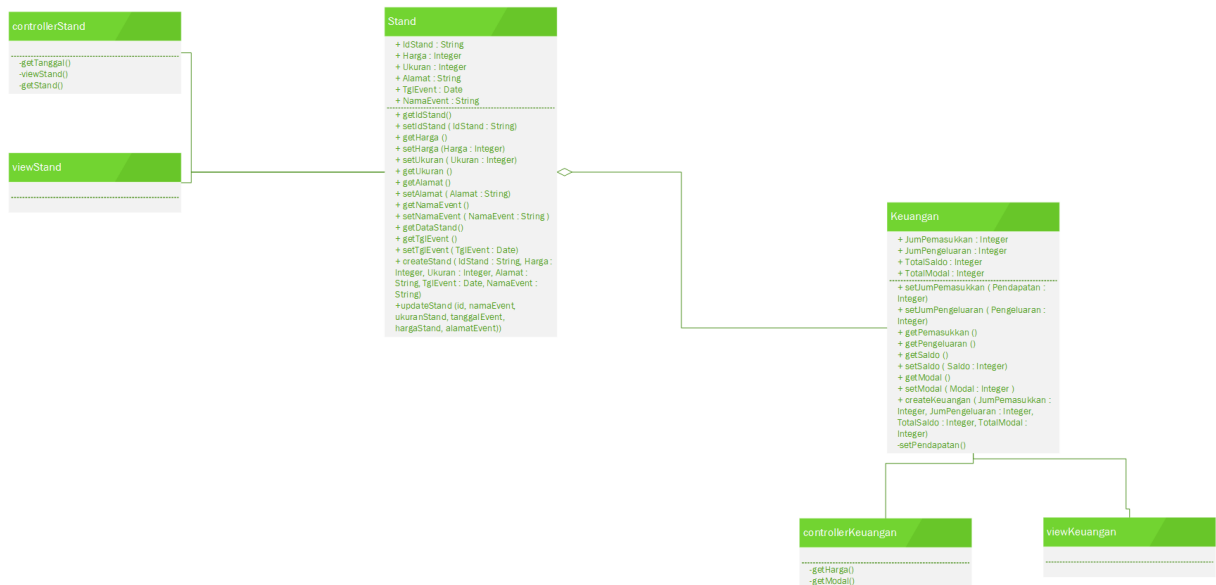 controllerStand
-getTanggal()
-viewStand()
-getStand()
viewStand
Stand
+ IdStand : String
+ Harga : Integer
+ Ukuran : Integer
+ Alamat : String
+ TglEvent : Date
+ NamaEvent : String
+ getIdStand()
+ setIdStand ( IdStand : String)
+ getHarga ()
+ setHarga (Harga : Integer)
+ setUkuran ( Ukuran : Integer)
+ getUkuran ()
+ getAlamat ()
+ setAlamat ( Alamat : String)
+ getNamaEvent ()
+ setNamaEvent ( NamaEvent : String )
+ getDataStand()
+ getTglEvent ()
+ setTglEvent ( TglEvent : Date)
+ createStand ( IdStand : String, Harga :
Integer, Ukuran : Integer, Alamat :
String, TglEvent : Date, NamaEvent :
String)
+updateStand (id, namaEvent,
ukuranStand, tanggalEvent,
hargaStand, alamatEvent))
Keuangan
+ JumPemasukkan : Integer
+ JumPengeluaran : Integer
+ TotalSaldo : Integer
+ TotalModal : Integer
+ setJumPemasukkan ( Pendapatan :
Integer)
+ setJumPengeluaran ( Pengeluaran :
Integer)
+ getPemasukkan ()
+ getPengeluaran ()
+ getSaldo ()
+ setSaldo ( Saldo : Integer)
+ getModal ()
+ setModal ( Modal : Integer )
+ createKeuangan ( JumPemasukkan :
Integer, JumPengeluaran : Integer,
TotalSaldo : Integer, TotalModal :
Integer)
-setPendapatan()
controllerKeuangan
-getHarga()
-getModal()
viewKeuangan